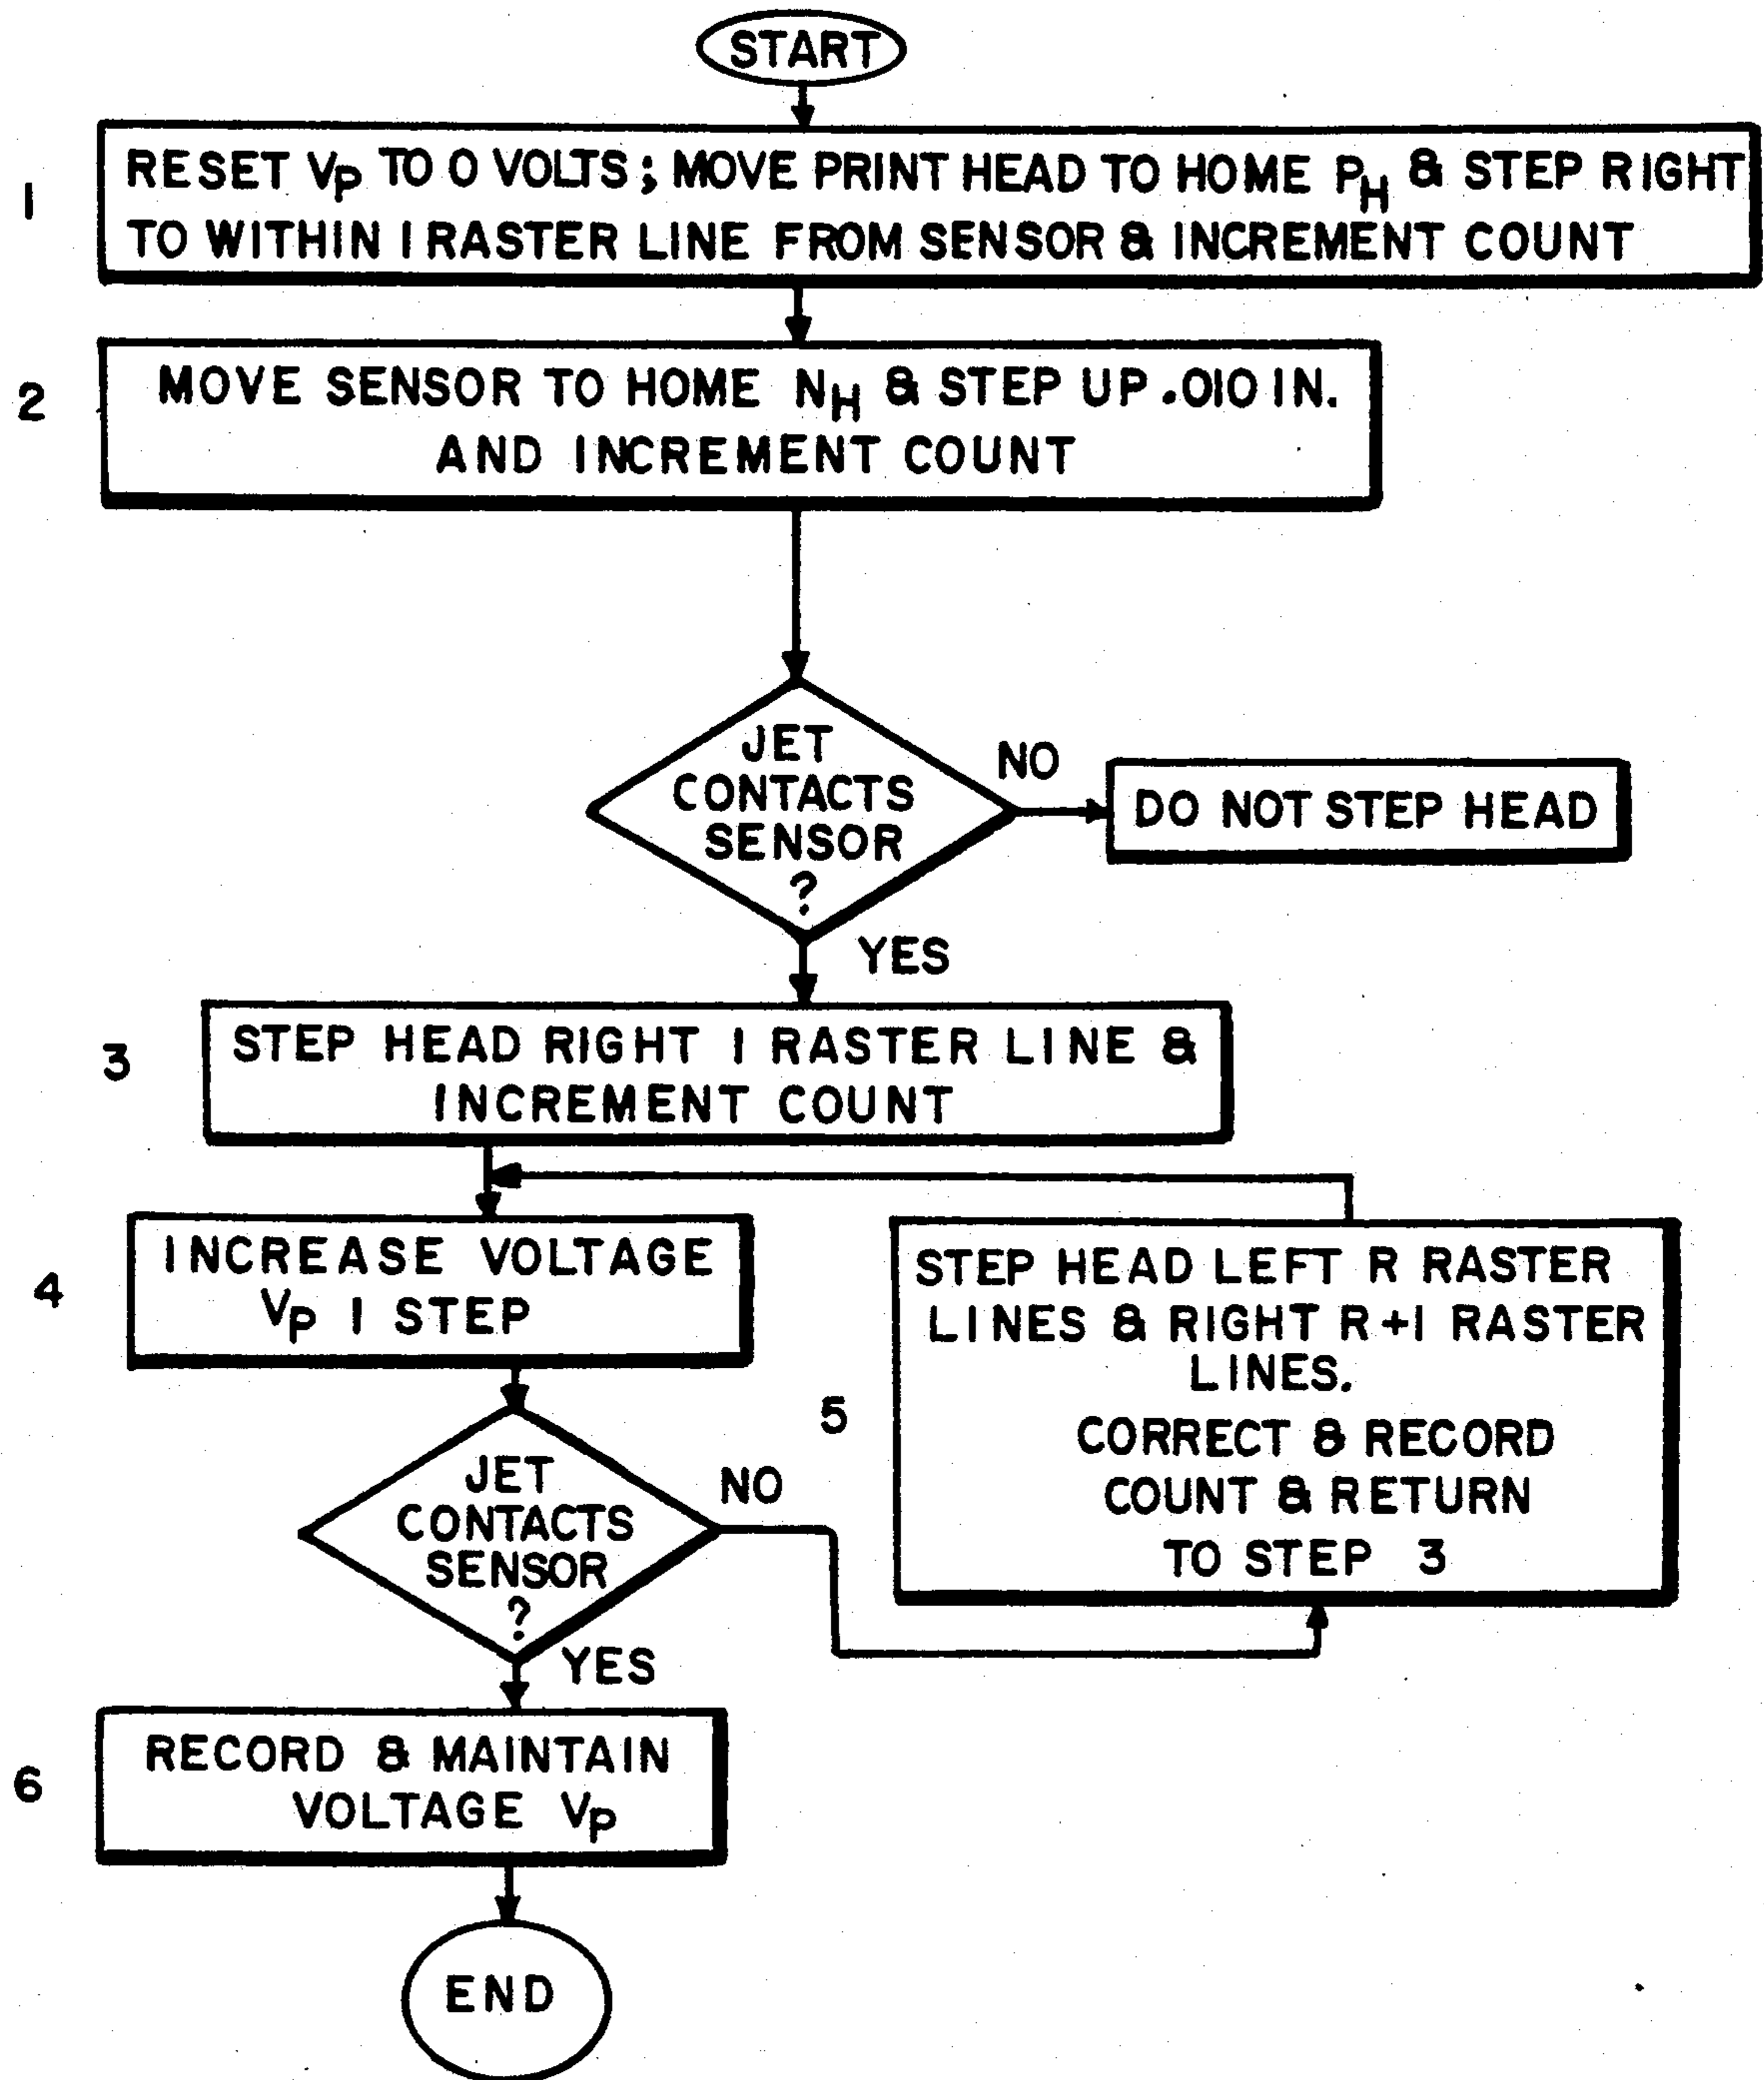 START
1
RESET Vp TO 0 VOLTS; MOVE PRINT HEAD TO HOME PH & STEP RIGHT
TO WITHIN 1 RASTER LINE FROM SENSOR & INCREMENT COUNT
2
MOVE SENSOR TO HOME NH & STEP UP .010 IN.
AND INCREMENT COUNT
JET
CONTACTS
SENSOR
?
NO
DO NOT STEP HEAD
YES
3
STEP HEAD RIGHT 1 RASTER LINE &
INCREMENT COUNT
4
INCREASE VOLTAGE
Vp 1 STEP
JET
CONTACTS
SENSOR
?
NO
5
STEP HEAD LEFT R RASTER
LINES & RIGHT R+1 RASTER
LINES.
CORRECT & RECORD
COUNT & RETURN
TO STEP 3
YES
6
RECORD & MAINTAIN
VOLTAGE Vp
END